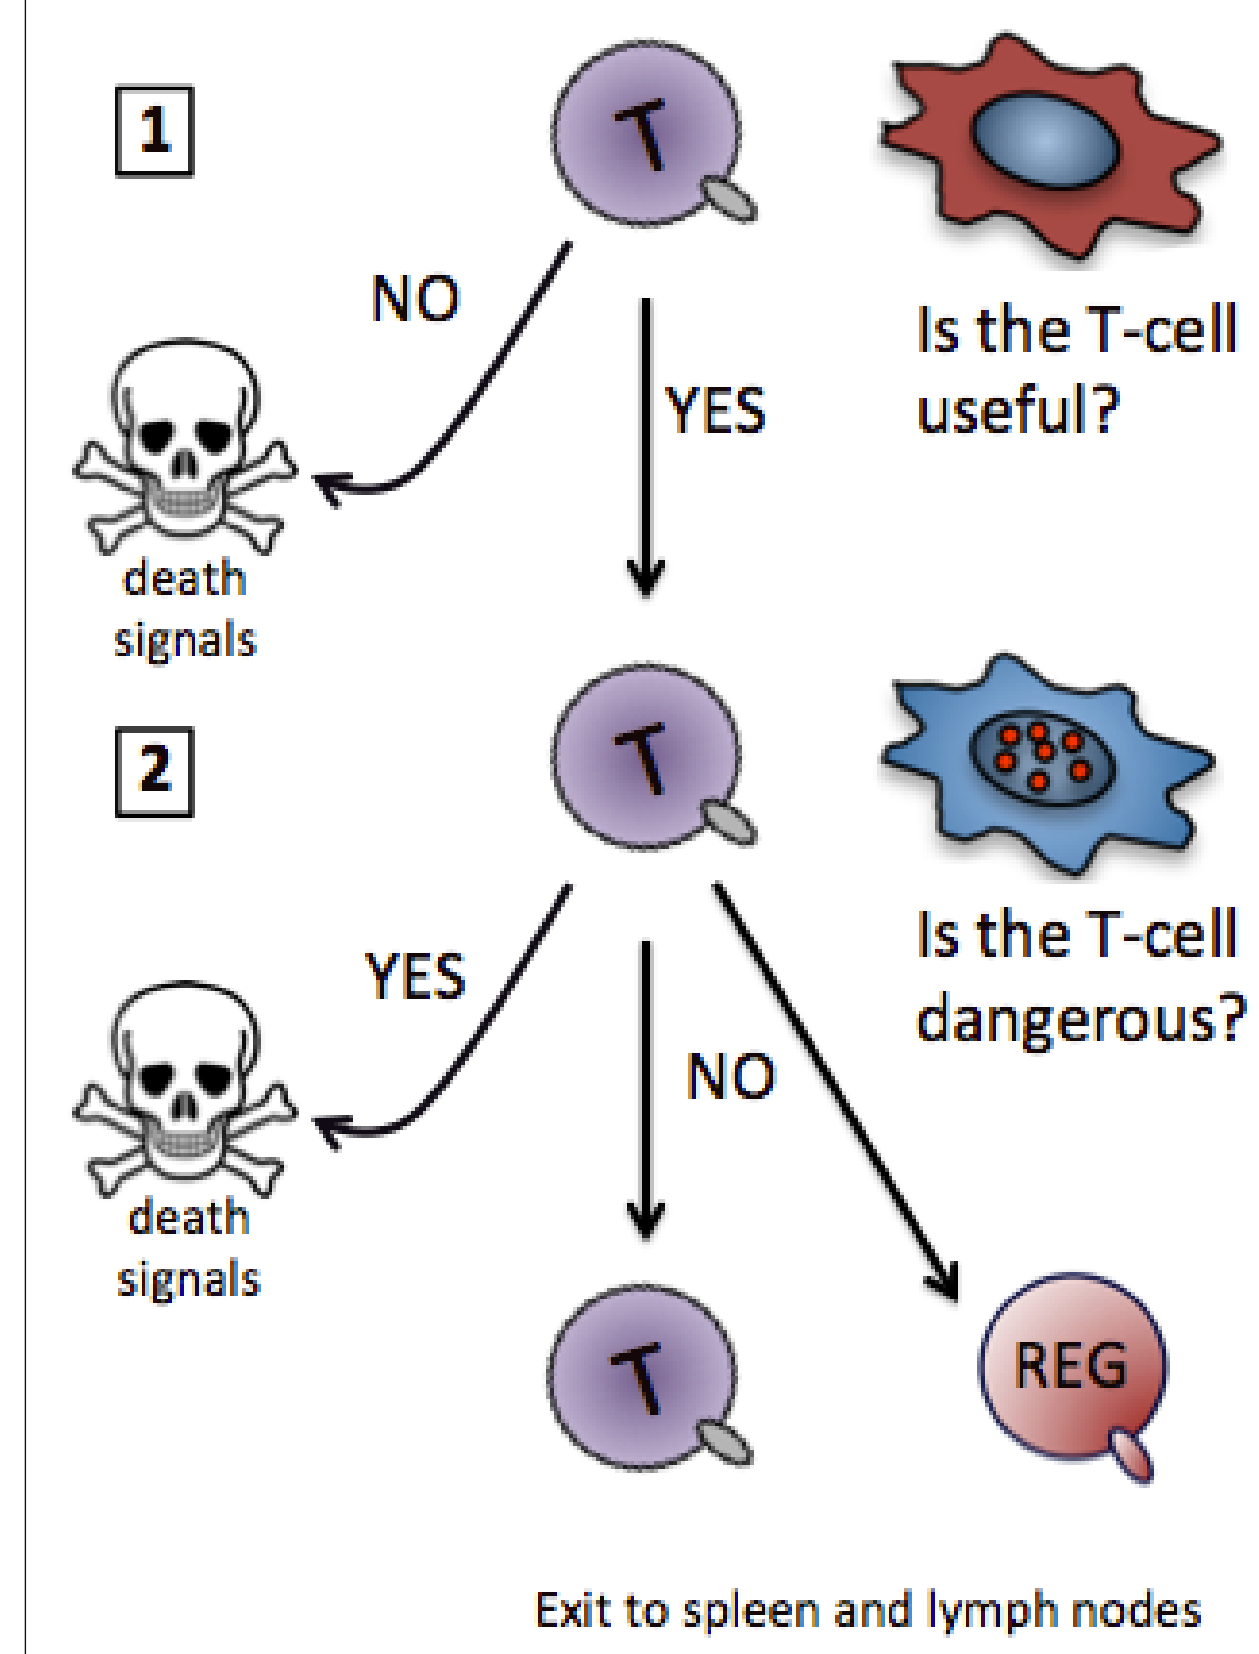 1
T
NO
YES
Is the T-cell
useful?
death
signals
2
T
Is the T-cell
dangerous?
YES
NO
death
signals
T
REG
Exit to spleen and lymph nodes